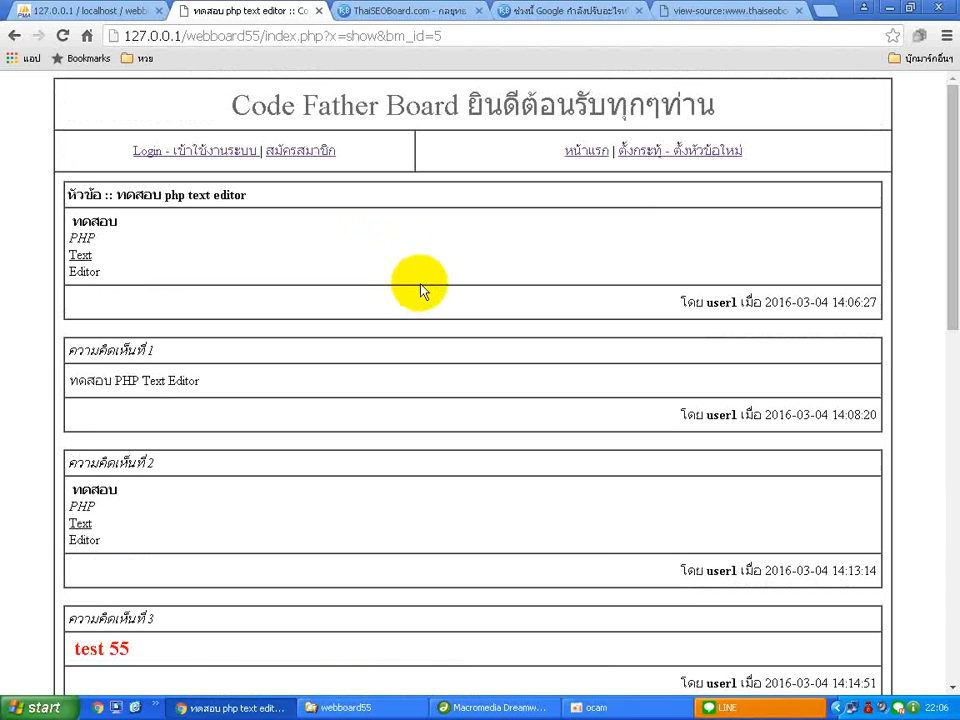 127.0.0.1 / localhost / webb
ทดสอบ php text editor :: Co
ThaiSEOBoard.com - กลยุทธ
ช่วงนี้ Google กำลังปรับอะไรห
view-source:www.thaiseobo
127.0.0.1/webboard55/index.php?x=show&bm_id=5
แอป
Bookmarks
หวย
บุ๊กมาร์กอื่นๆ
Code Father Board ยินดีต้อนรับทุกๆท่าน
Login - เข้าใช้งานระบบ | สมัครสมาชิก
หน้าแรก | ตั้งกระทู้ - ตั้งหัวข้อใหม่
หัวข้อ :: ทดสอบ php text editor
ทดสอบ
PHP
Text
Editor
โดย user1 เมื่อ 2016-03-04 14:06:27
ความคิดเห็นที่ 1
ทดสอบ PHP Text Editor
โดย user1 เมื่อ 2016-03-04 14:08:20
ความคิดเห็นที่ 2
ทดสอบ
PHP
Text
Editor
โดย user1 เมื่อ 2016-03-04 14:13:14
ความคิดเห็นที่ 3
test 55
โดย user1 เมื่อ 2016-03-04 14:14:51
start
ทดสอบ php text edit...
webboard55
Macromedia Dreamw...
ocam
LINE
22:06